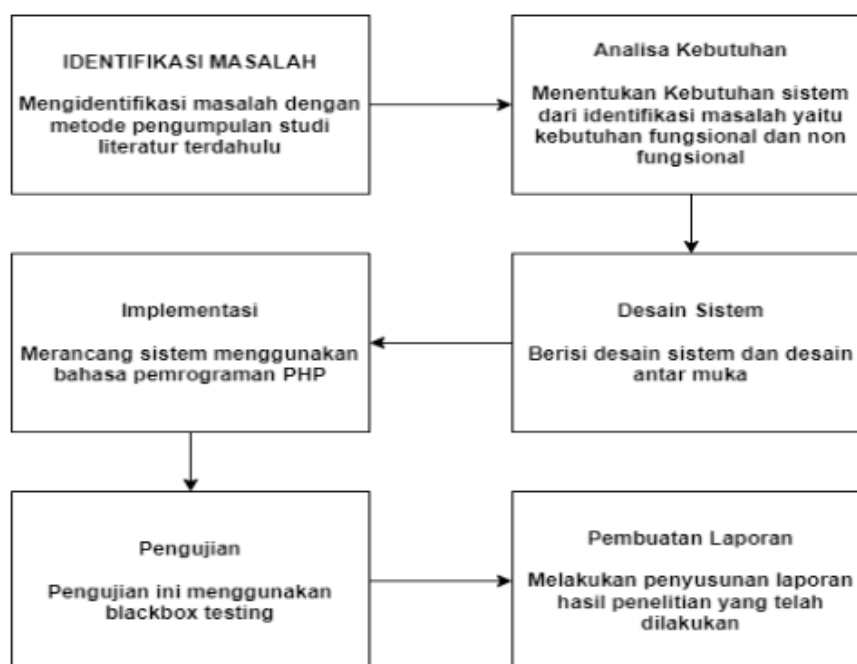 IDENTIFIKASI MASALAH
Mengidentifikasi masalah dengan
metode pengumpulan studi
literatur terdahulu
Analisa Kebutuhan
Menentukan Kebutuhan sistem
dari identifikasi masalah yaitu
kebutuhan fungsional dan non
fungsional
Desain Sistem
Berisi desain sistem dan desain
antar muka
Implementasi
Merancang sistem menggunakan
bahasa pemrograman PHP
Pengujian
Pengujian ini menggunakan
blackbox testing
Pembuatan Laporan
Melakukan penyusunan laporan
hasil penelitian yang telah
dilakukan